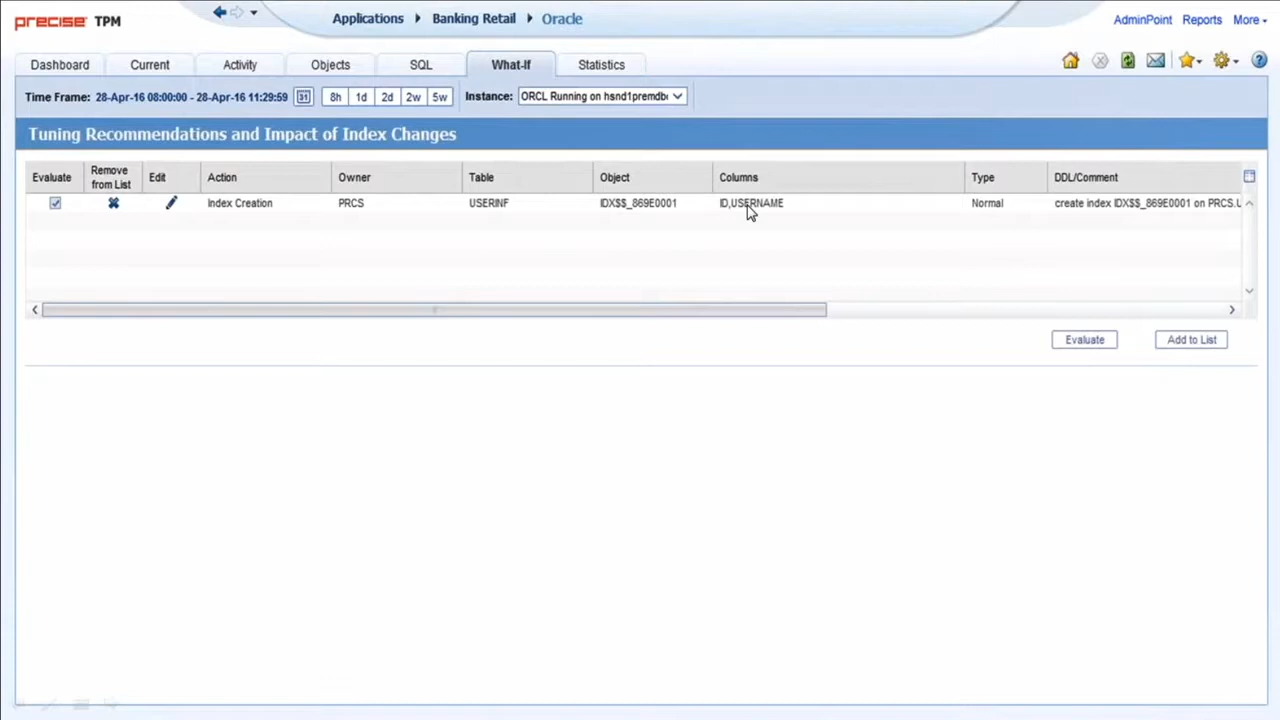 precise TPM
Applications Banking Retail Oracle
AdminPoint Reports More
Dashboard Current Activity Objects SQL What-If Statistics
Time Frame: 28-Apr-16 08:00:00 - 28-Apr-16 11:29:59 31 8h 1d 2d 2w 5w Instance: ORCL Running on hsnd1premdb
Tuning Recommendations and Impact of Index Changes
Evaluate Remove from List Edit Action Owner Table Object Columns Type DDL/Comment
Index Creation PRCS USERINF IDX$$_869E0001 ID,USERNAME Normal create index IDX$$_869E0001 on PRCS.U
Evaluate Add to List